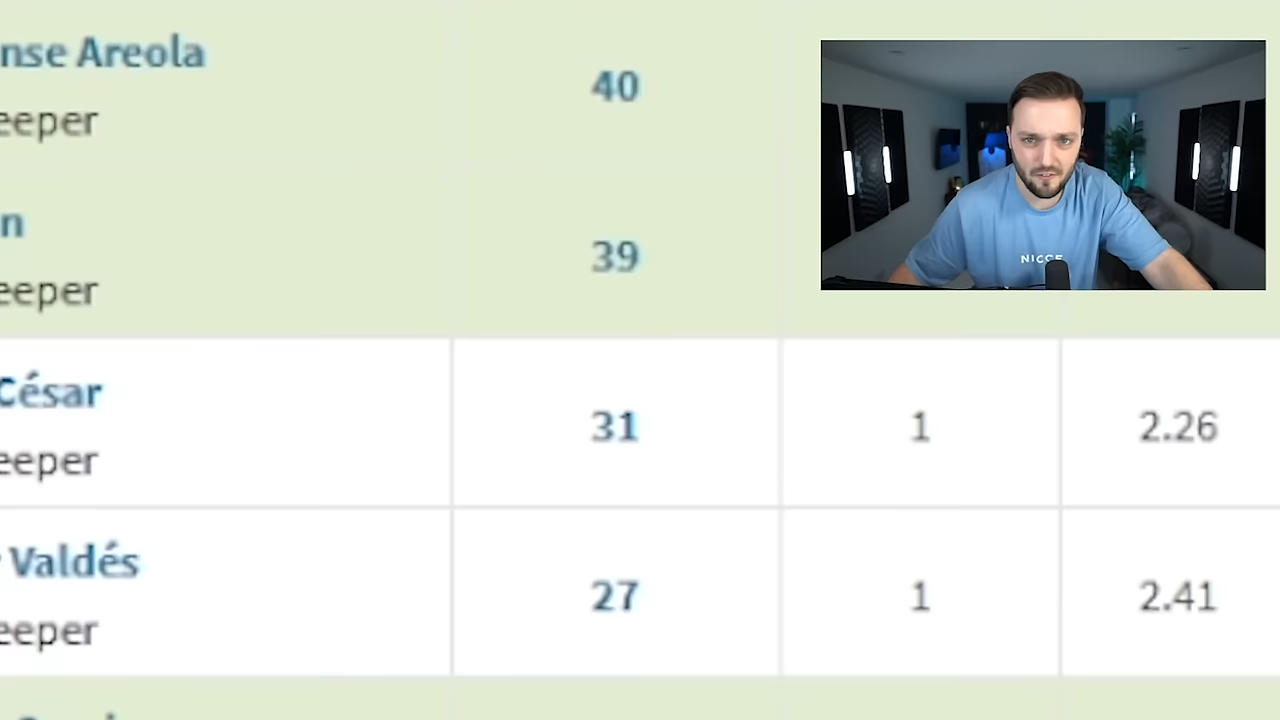 nse Areola
40
eeper
n
39
eeper
César
31
1
2.26
eeper
Valdés
27
1
2.41
eeper
NICCE